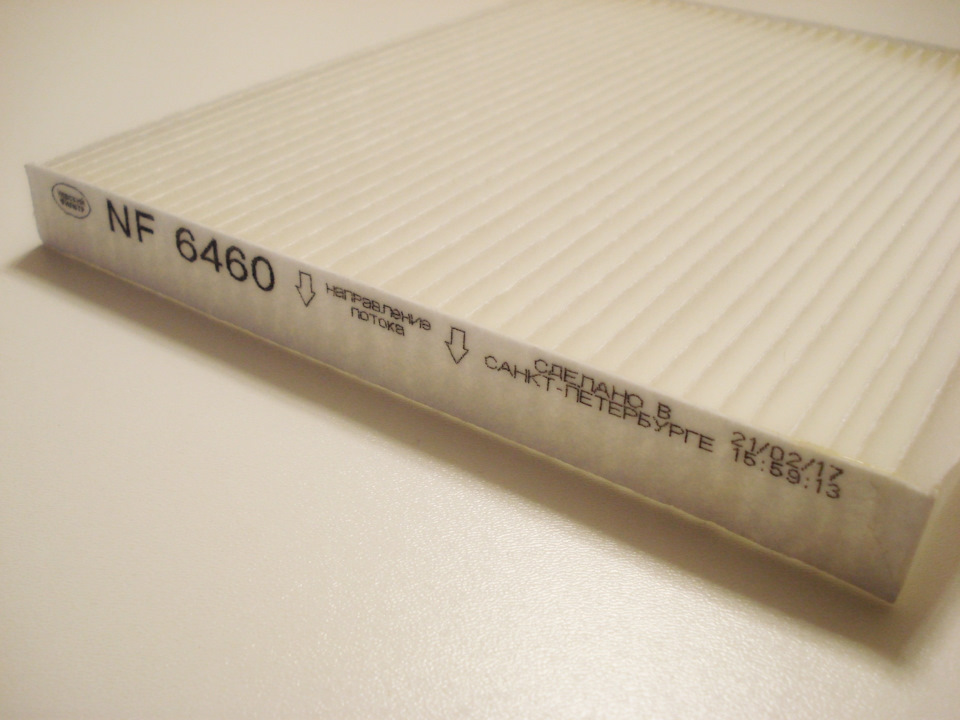 NF 6460
направление
потока
СДЕЛАНО В
САНКТ-ПЕТЕРБУРГЕ
21/02/17
15:59:13